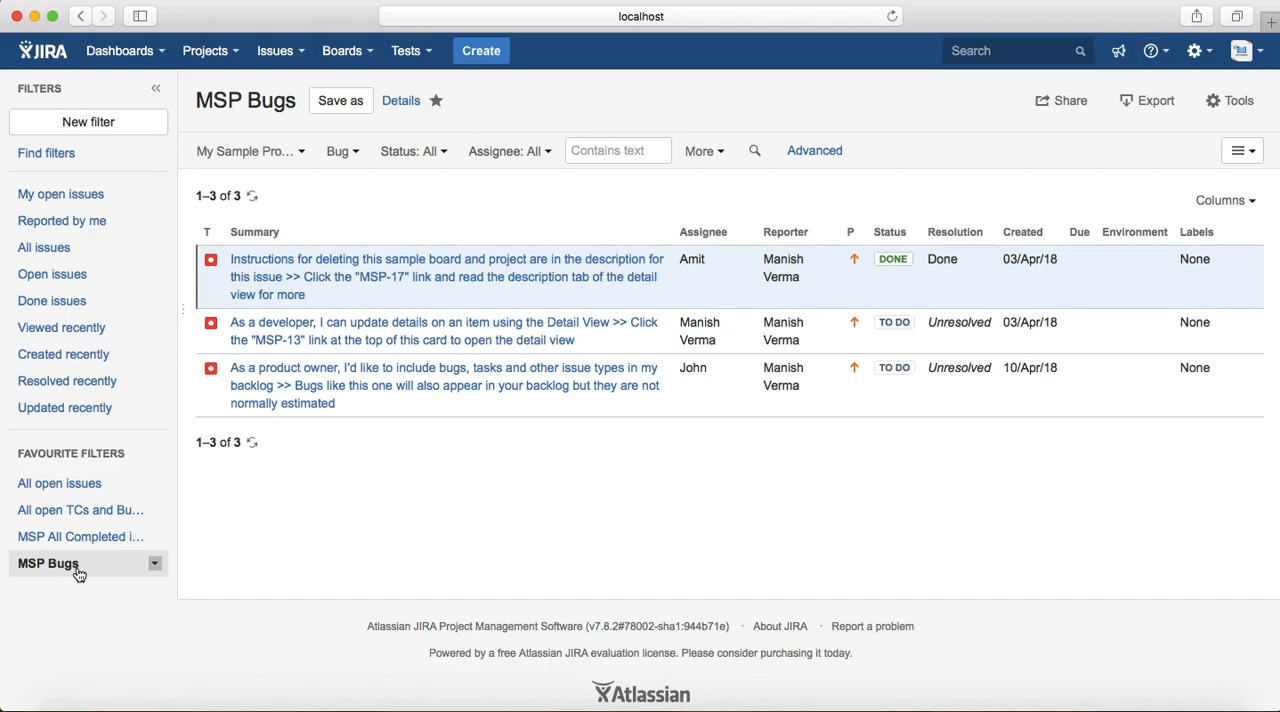 localhost
JIRA Dashboards Projects Issues Boards Tests Create Search
FILTERS
New filter
Find filters
My open issues
Reported by me
All issues
Open issues
Done issues
Viewed recently
Created recently
Resolved recently
Updated recently
FAVOURITE FILTERS
All open issues
All open TCs and Bu...
MSP All Completed i...
MSP Bugs
MSP Bugs Save as Details Share Export Tools
My Sample Pro... Bug Status: All Assignee: All Contains text More Advanced
1–3 of 3
Columns
T Summary Assignee Reporter P Status Resolution Created Due Environment Labels
Instructions for deleting this sample board and project are in the description for Amit Manish DONE Done 03/Apr/18 None
this issue >> Click the "MSP-17" link and read the description tab of the detail Verma
view for more
As a developer, I can update details on an item using the Detail View >> Click Manish Manish TO DO Unresolved 03/Apr/18 None
the "MSP-13" link at the top of this card to open the detail view Verma Verma
As a product owner, I'd like to include bugs, tasks and other issue types in my John Manish TO DO Unresolved 10/Apr/18 None
backlog >> Bugs like this one will also appear in your backlog but they are not Verma
normally estimated
1–3 of 3
Atlassian JIRA Project Management Software (v7.8.2#78002-sha1:944b71e) · About JIRA · Report a problem
Powered by a free Atlassian JIRA evaluation license. Please consider purchasing it today.
Atlassian